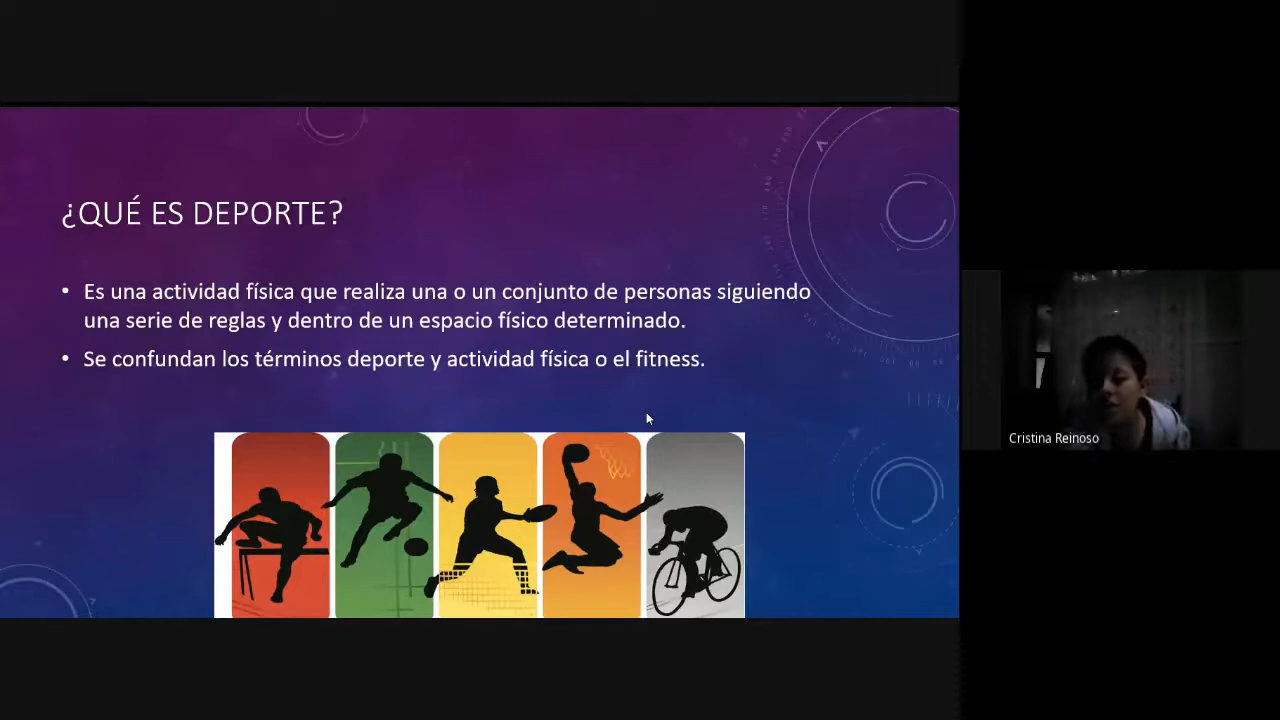 ¿QUÉ ES DEPORTE?
• Es una actividad física que realiza una o un conjunto de personas siguiendo
una serie de reglas y dentro de un espacio físico determinado.
• Se confundan los términos deporte y actividad física o el fitness.
Cristina Reinoso